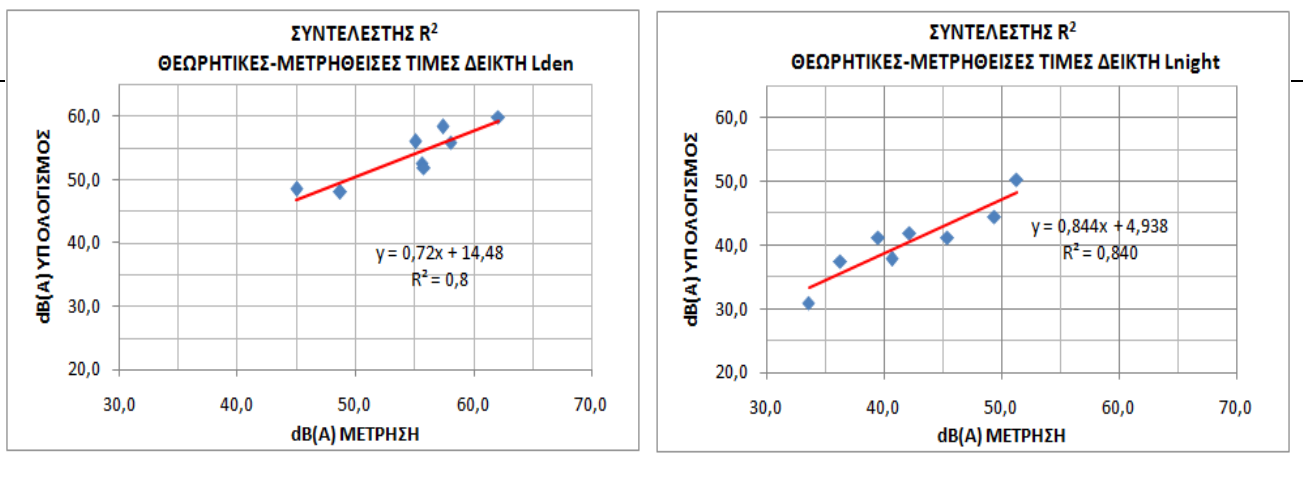 ΣΥΝΤΕΛΕΣΤΗΣ R²
ΘΕΩΡΗΤΙΚΕΣ-ΜΕΤΡΗΘΕΙΣΕΣ ΤΙΜΕΣ ΔΕΙΚΤΗ Lden
dB(A) ΥΠΟΛΟΓΙΣΜΟΣ
60,0
50,0
40,0
30,0
20,0
y = 0,72x + 14,48
R² = 0,8
30,0 40,0 50,0 60,0 70,0
dB(A) ΜΕΤΡΗΣΗ
ΣΥΝΤΕΛΕΣΤΗΣ R²
ΘΕΩΡΗΤΙΚΕΣ-ΜΕΤΡΗΘΕΙΣΕΣ ΤΙΜΕΣ ΔΕΙΚΤΗ Lnight
dB(A) ΥΠΟΛΟΓΙΣΜΟΣ
60,0
50,0
40,0
30,0
20,0
y = 0,844x + 4,938
R² = 0,840
30,0 40,0 50,0 60,0 70,0
dB(A) ΜΕΤΡΗΣΗ